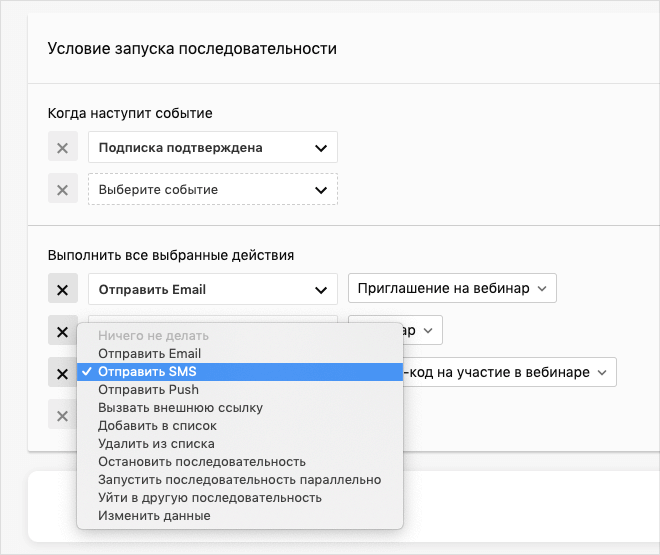 Условие запуска последовательности
Когда наступит событие
Подписка подтверждена
Выберите событие
Выполнить все выбранные действия
Отправить Email
Приглашение на вебинар
Ничего не делать
Отправить Email
✓ Отправить SMS
-код на участие в вебинаре
Отправить Push
Вызвать внешнюю ссылку
Добавить в список
Удалить из списка
Остановить последовательность
Запустить последовательность параллельно
Уйти в другую последовательность
Изменить данные